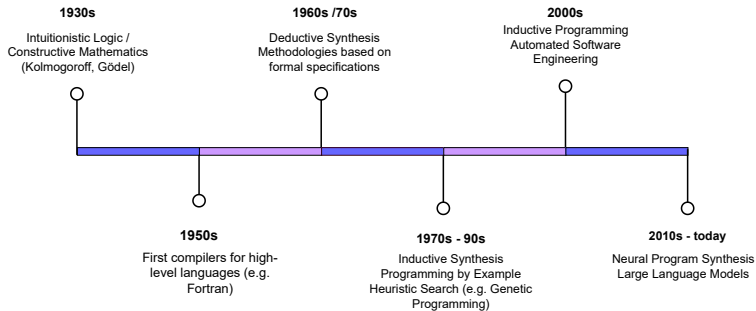 1930s
Intuitionistic Logic /
Constructive Mathematics
(Kolmogoroff, Gödel)
1960s /70s
Deductive Synthesis
Methodologies based on
formal specifications
2000s
Inductive Programming
Automated Software
Engineering
1950s
First compilers for high-
level languages (e.g.
Fortran)
1970s - 90s
Inductive Synthesis
Programming by Example
Heuristic Search (e.g. Genetic
Programming)
2010s - today
Neural Program Synthesis
Large Language Models